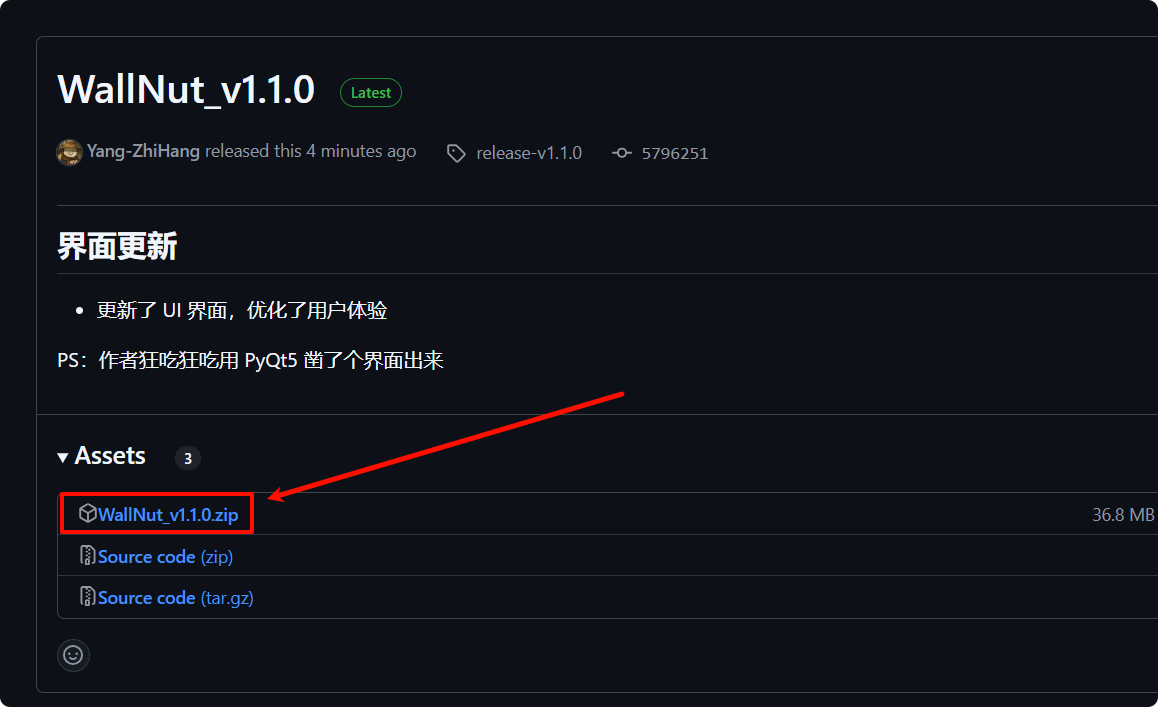 WallNut_v1.1.0 Latest
Yang-ZhiHang released this 4 minutes ago release-v1.1.0 5796251
界面更新
更新了 UI 界面，优化了用户体验
PS：作者狂吃狂吃用 PyQt5 凿了个界面出来
Assets 3
WallNut_v1.1.0.zip 36.8 MB
Source code (zip)
Source code (tar.gz)